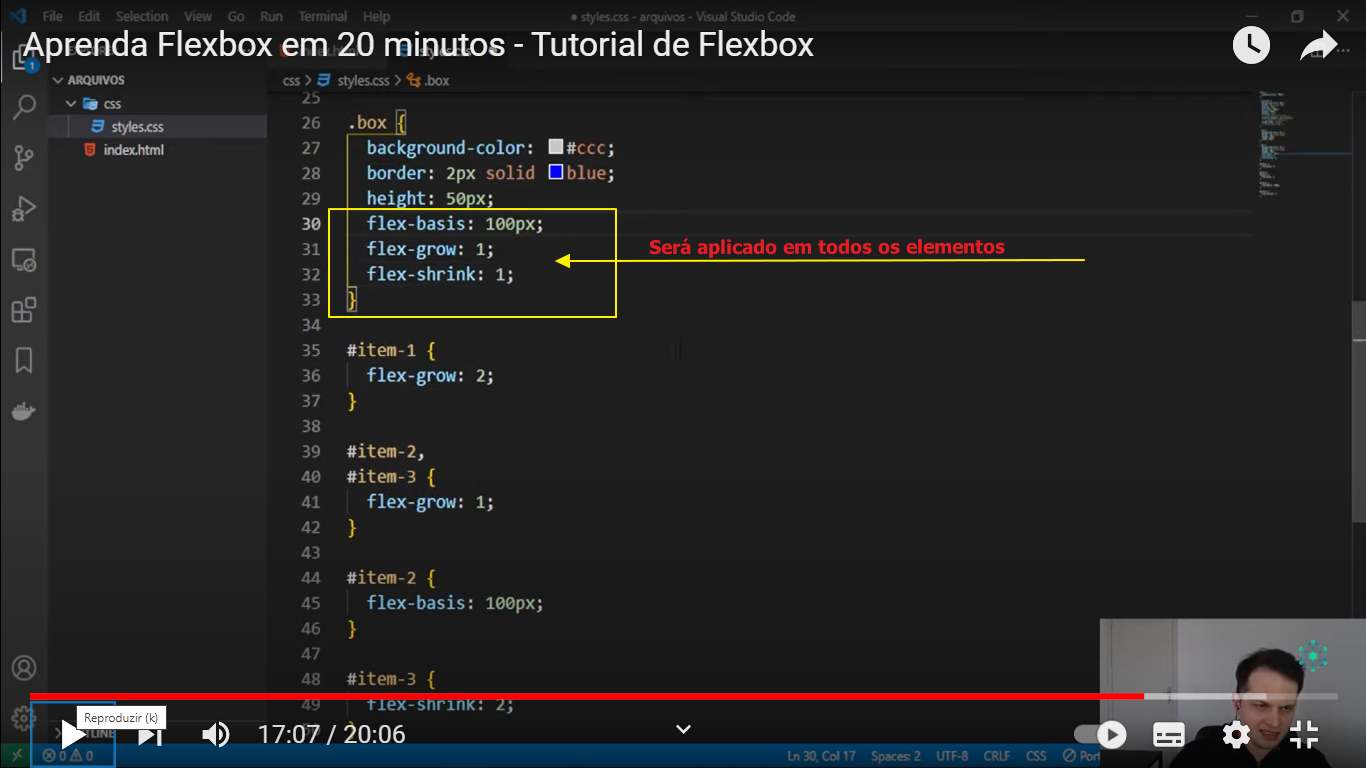 File Edit Selection View Go Run Terminal Help
● styles.css - arquivos - Visual Studio Code
Aprenda Flexbox em 20 minutos - Tutorial de Flexbox
1
ARQUIVOS
css
styles.css
index.html
css > styles.css > .box
25
26 .box {
27 background-color: #ccc;
28 border: 2px solid blue;
29 height: 50px;
30 flex-basis: 100px;
31 flex-grow: 1;
32 flex-shrink: 1;
33 }
Será aplicado em todos os elementos
34
35 #item-1 {
36 flex-grow: 2;
37 }
38
39 #item-2,
40 #item-3 {
41 flex-grow: 1;
42 }
43
44 #item-2 {
45 flex-basis: 100px;
46 }
47
48 #item-3 {
49 flex-shrink: 2;
Reproduzir (k)
17:07 / 20:06
0 0
Ln 30, Col 17 Spaces: 2 UTF-8 CRLF CSS